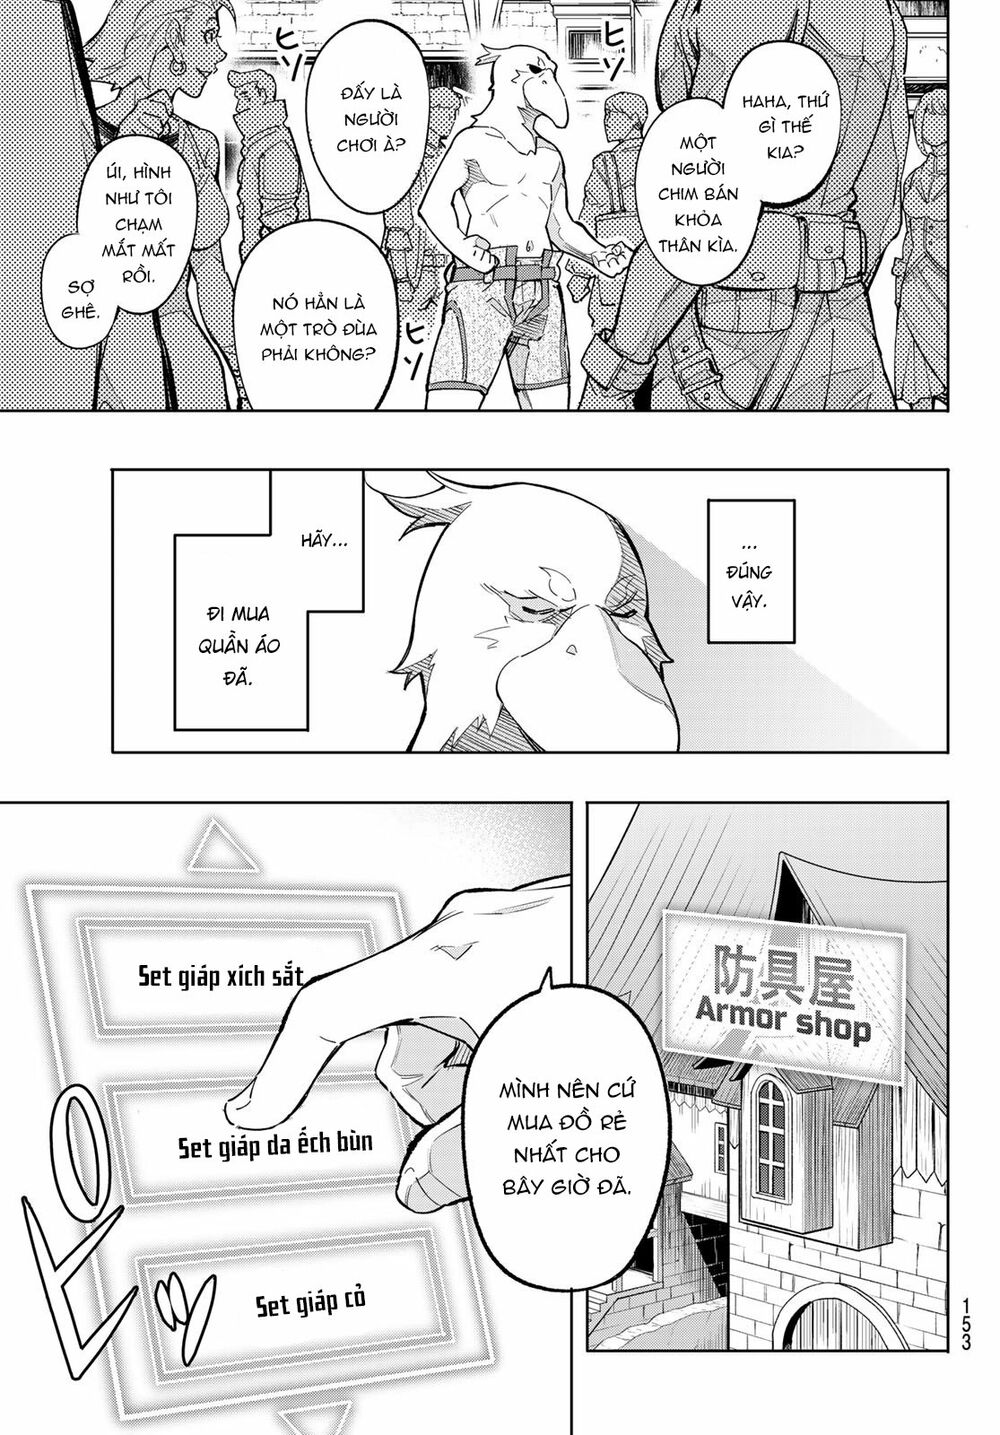 HAHA, THỨ
GÌ THẾ
KIA?
MỘT
NGƯỜI
CHIM BÁN
KHỎA
THÂN KÌA.
ヒソ
ヒソ
ĐẤY LÀ
NGƯỜI
CHƠI À?
NÓ HẲN LÀ
MỘT TRÒ ĐÙA
PHẢI KHÔNG?
ヒソ
ÚI, HÌNH
NHƯ TÔI
CHẠM
MẮT MẤT
RỒI.
SỢ
GHÊ.
...
ĐÚNG
VẬY.
HÃY...
ĐI MUA
QUẦN ÁO
ĐÃ.
防具屋
Armor shop
MÌNH NÊN CỨ
MUA ĐỒ RẺ
NHẤT CHO
BÂY GIỜ ĐÃ.
Set giáp xích sắt
Set giáp da ếch bùn
Set giáp cỏ
153